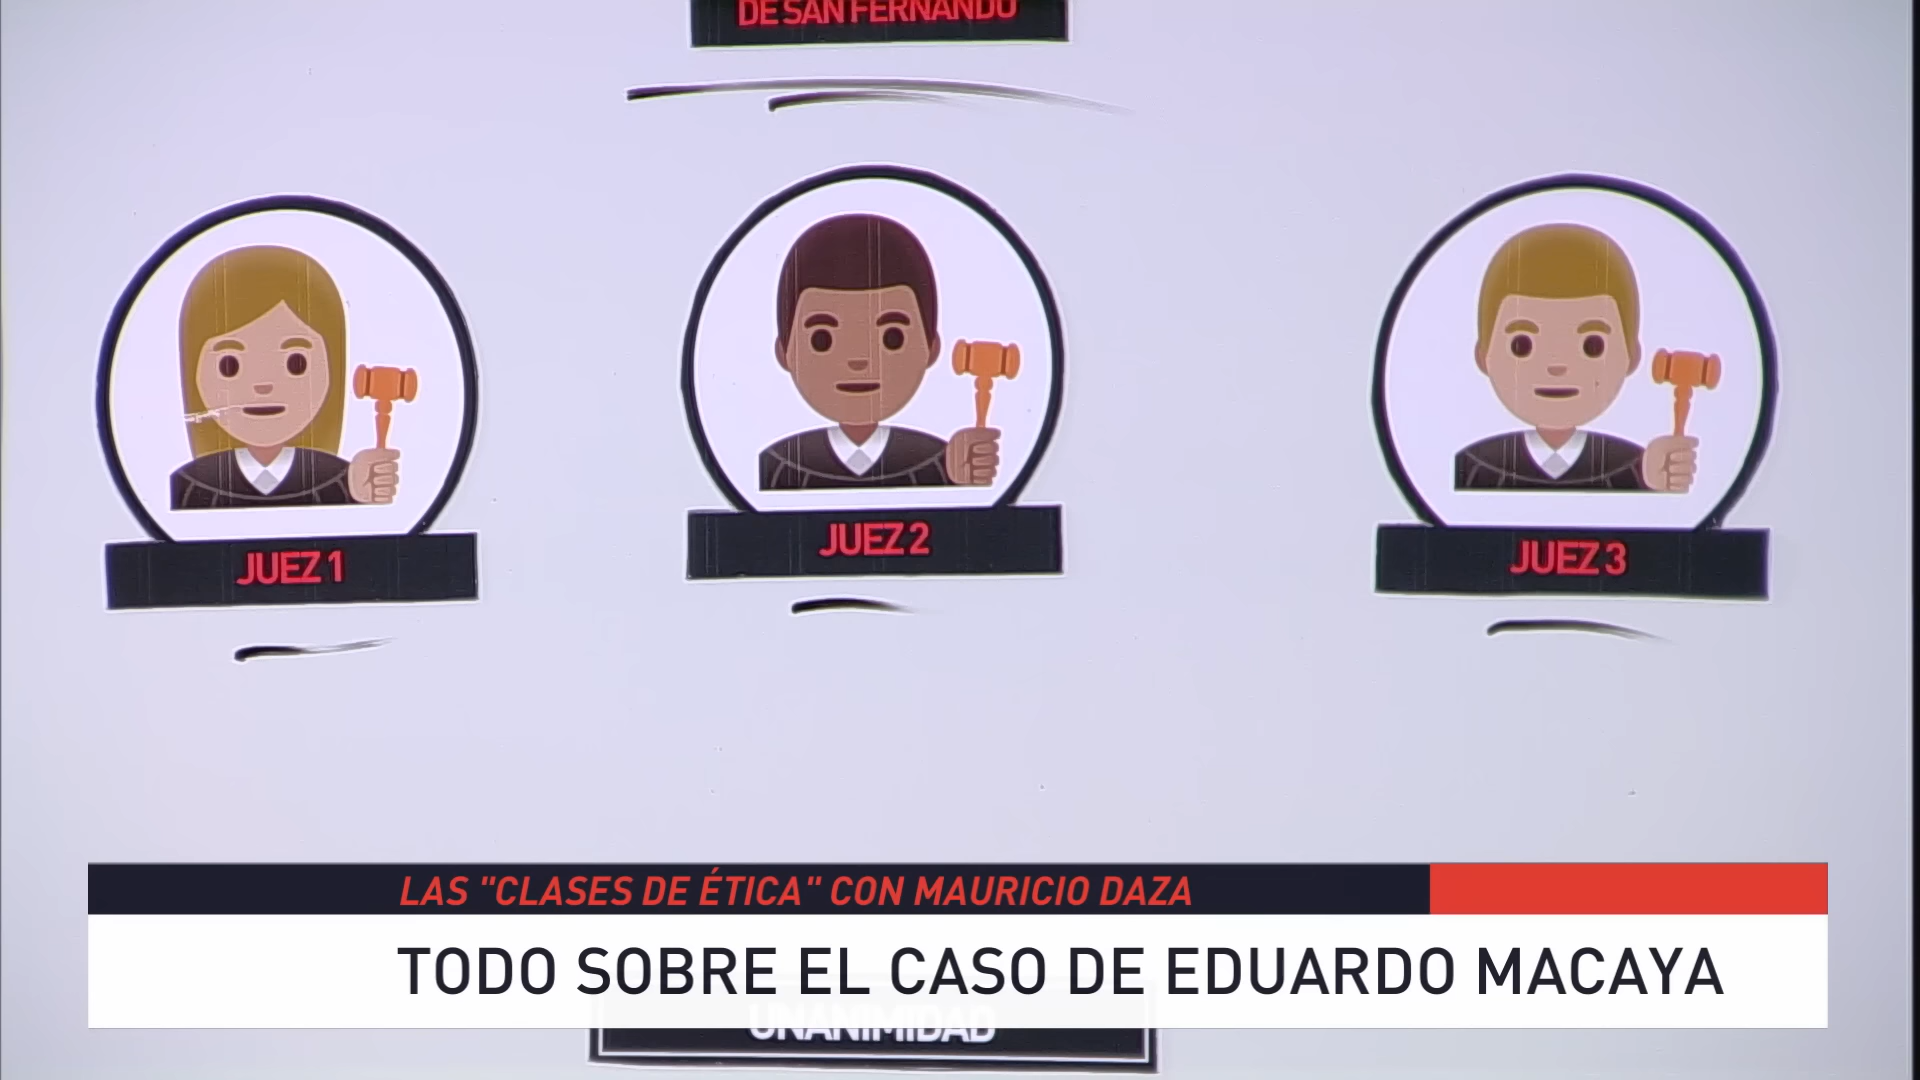 DE SAN FERNANDO
JUEZ 1
JUEZ 2
JUEZ 3
LAS "CLASES DE ÉTICA" CON MAURICIO DAZA
TODO SOBRE EL CASO DE EDUARDO MACAYA
UNANIMIDAD